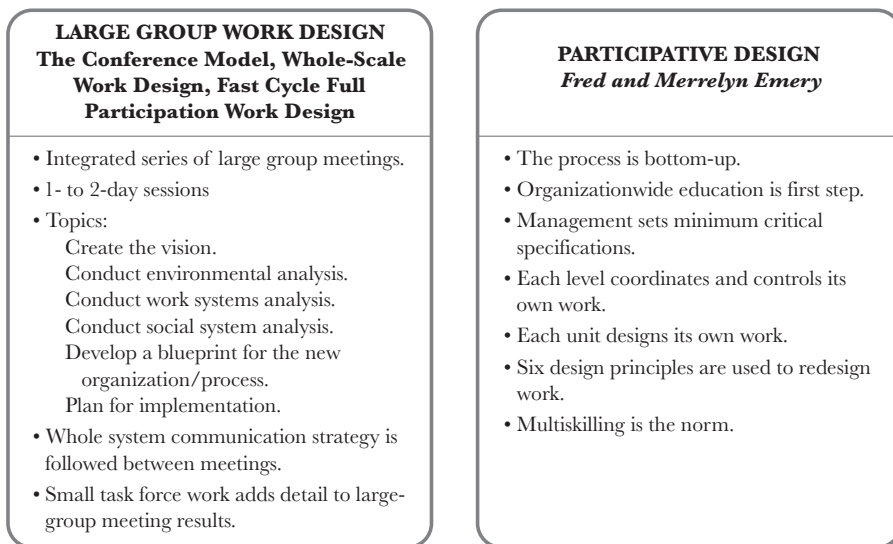 LARGE GROUP WORK DESIGN
The Conference Model, Whole-Scale
Work Design, Fast Cycle Full
Participation Work Design
• Integrated series of large group meetings.
• 1- to 2-day sessions
• Topics:
Create the vision.
Conduct environmental analysis.
Conduct work systems analysis.
Conduct social system analysis.
Develop a blueprint for the new
organization/process.
Plan for implementation.
• Whole system communication strategy is
followed between meetings.
• Small task force work adds detail to large-
group meeting results.
PARTICIPATIVE DESIGN
Fred and Merrelyn Emery
• The process is bottom-up.
• Organizationwide education is first step.
• Management sets minimum critical
specifications.
• Each level coordinates and controls its
own work.
• Each unit designs its own work.
• Six design principles are used to redesign
work.
• Multiskilling is the norm.